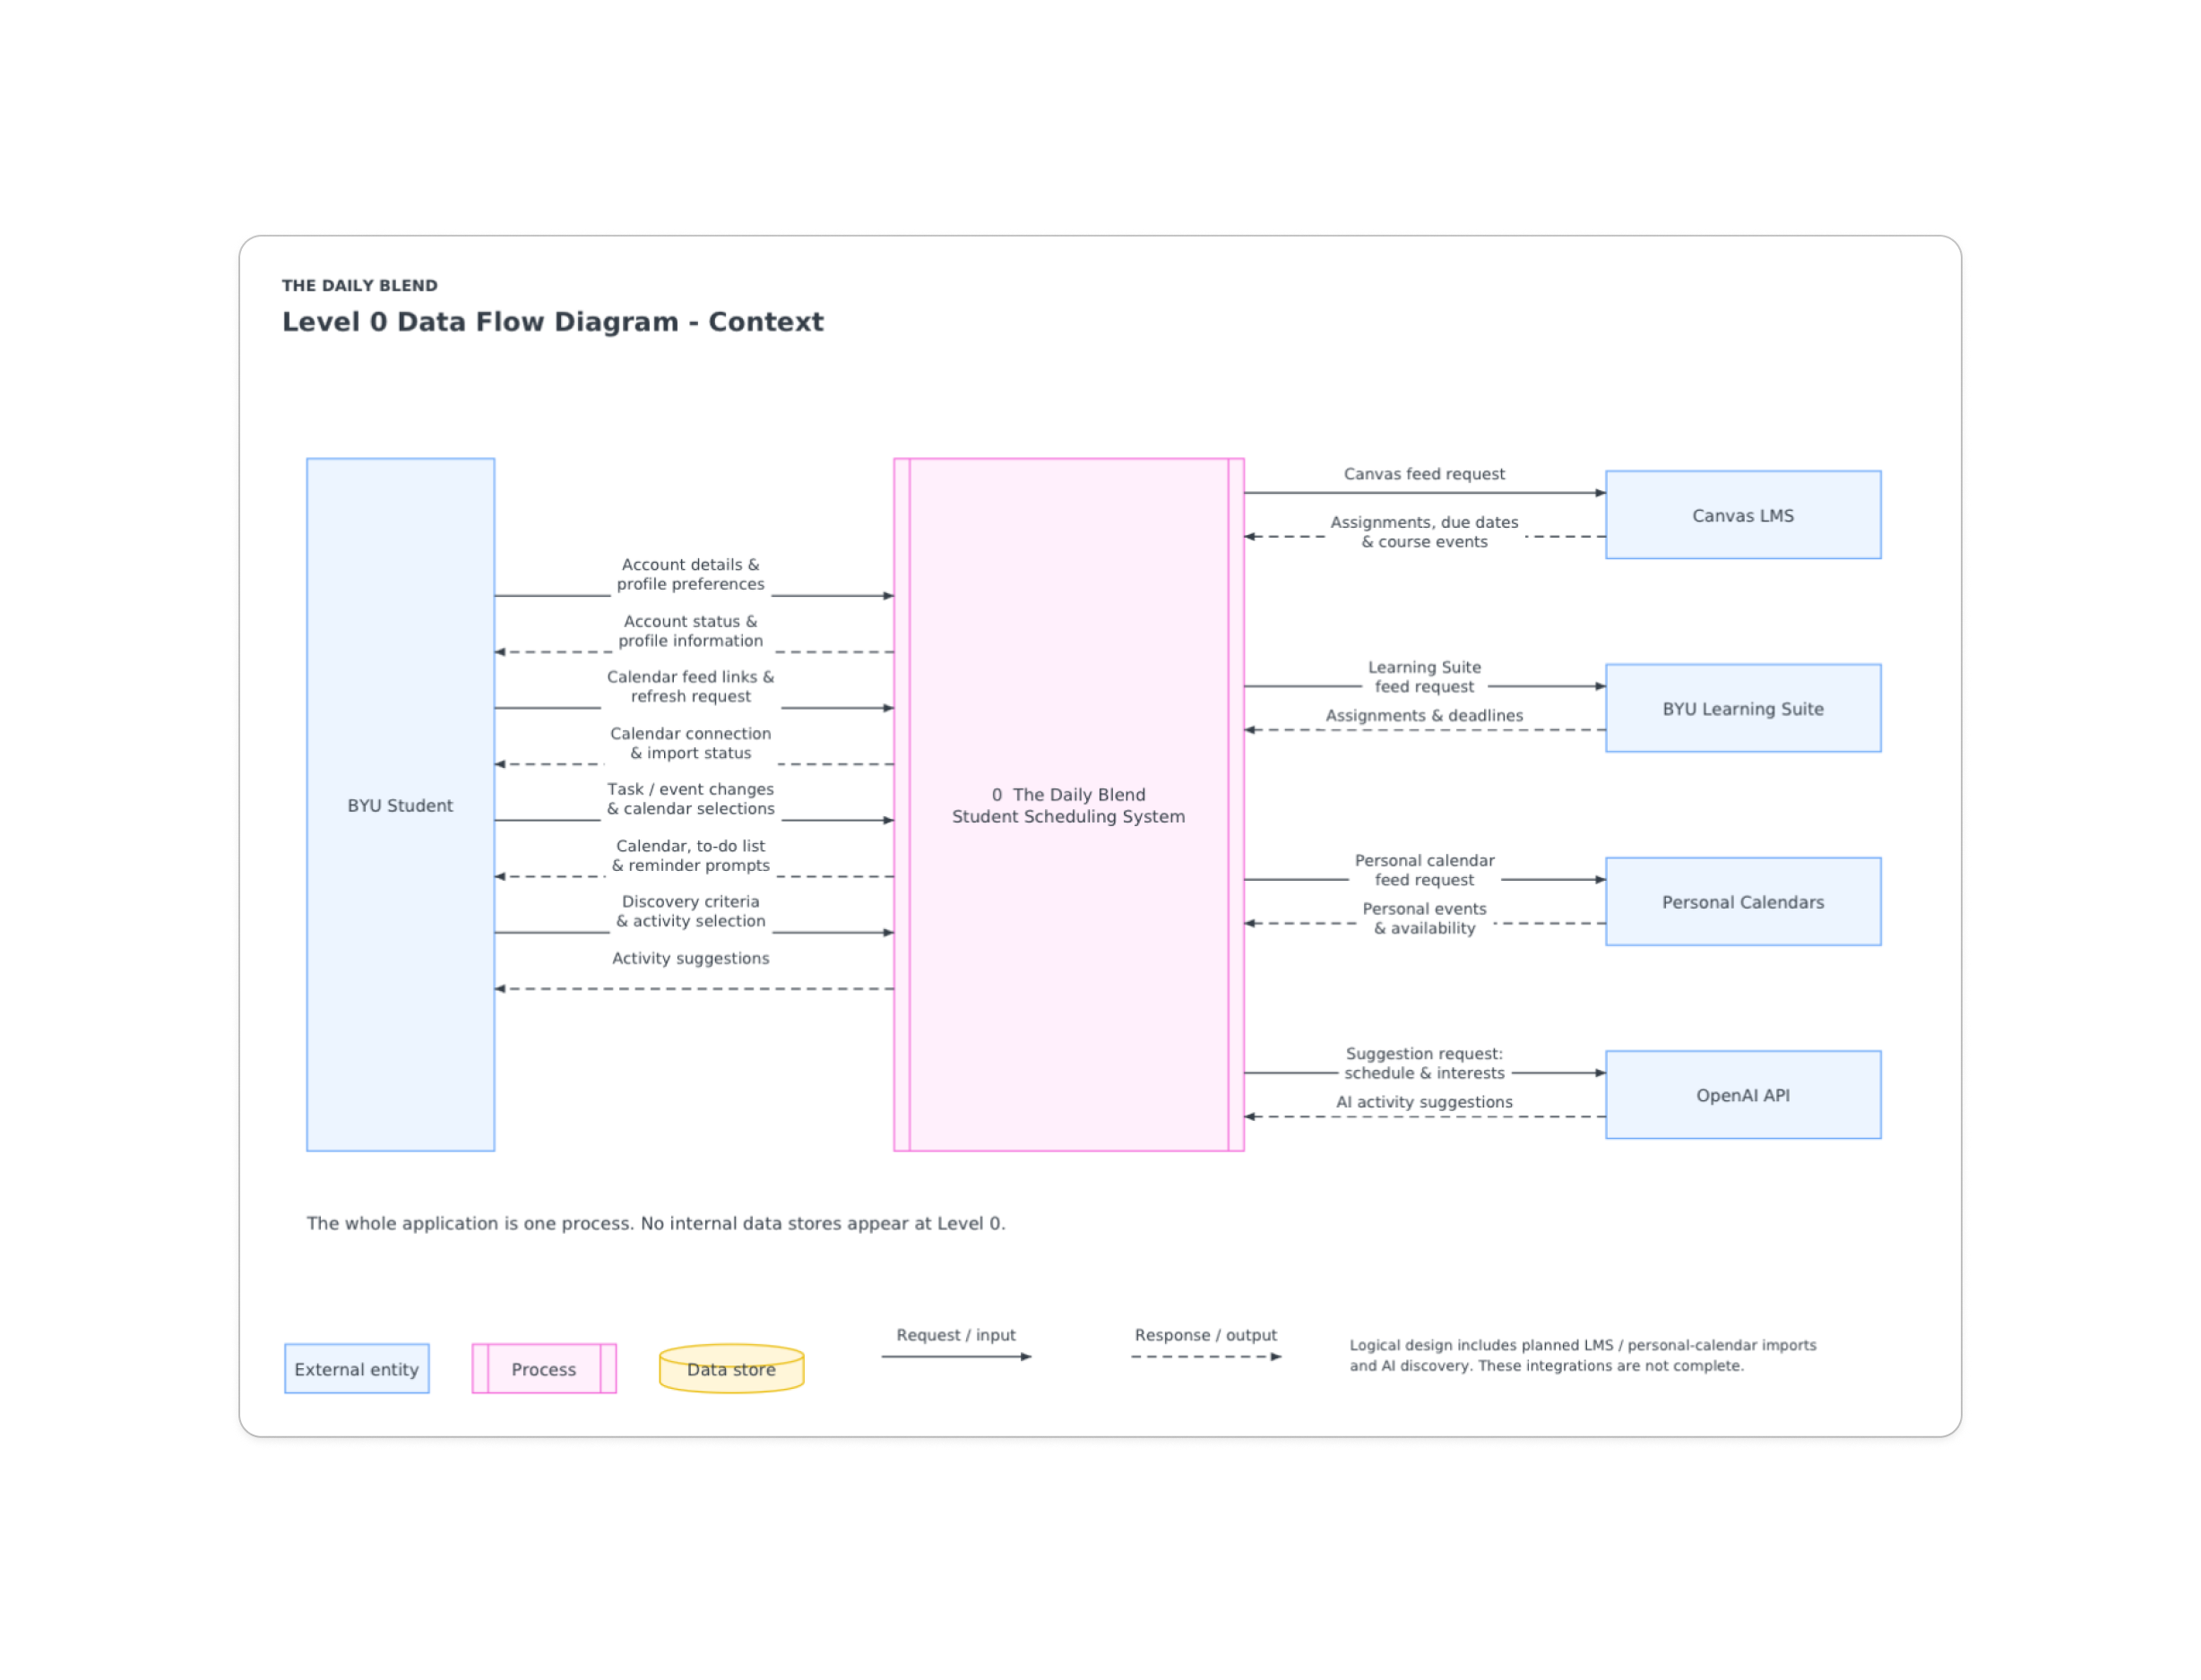 THE DAILY BLEND
Level 0 Data Flow Diagram - Context
BYU Student
Account details &
profile preferences
Account status &
profile information
Calendar feed links &
refresh request
Calendar connection
& import status
Task / event changes
& calendar selections
Calendar, to-do list
& reminder prompts
Discovery criteria
& activity selection
Activity suggestions
0 The Daily Blend
Student Scheduling System
Canvas feed request
Assignments, due dates
& course events
Canvas LMS
Learning Suite
feed request
Assignments & deadlines
BYU Learning Suite
Personal calendar
feed request
Personal events
& availability
Personal Calendars
Suggestion request:
schedule & interests
AI activity suggestions
OpenAI API
The whole application is one process. No internal data stores appear at Level 0.
External entity
Process
Data store
Request / input
Response / output
Logical design includes planned LMS / personal-calendar imports
and AI discovery. These integrations are not complete.